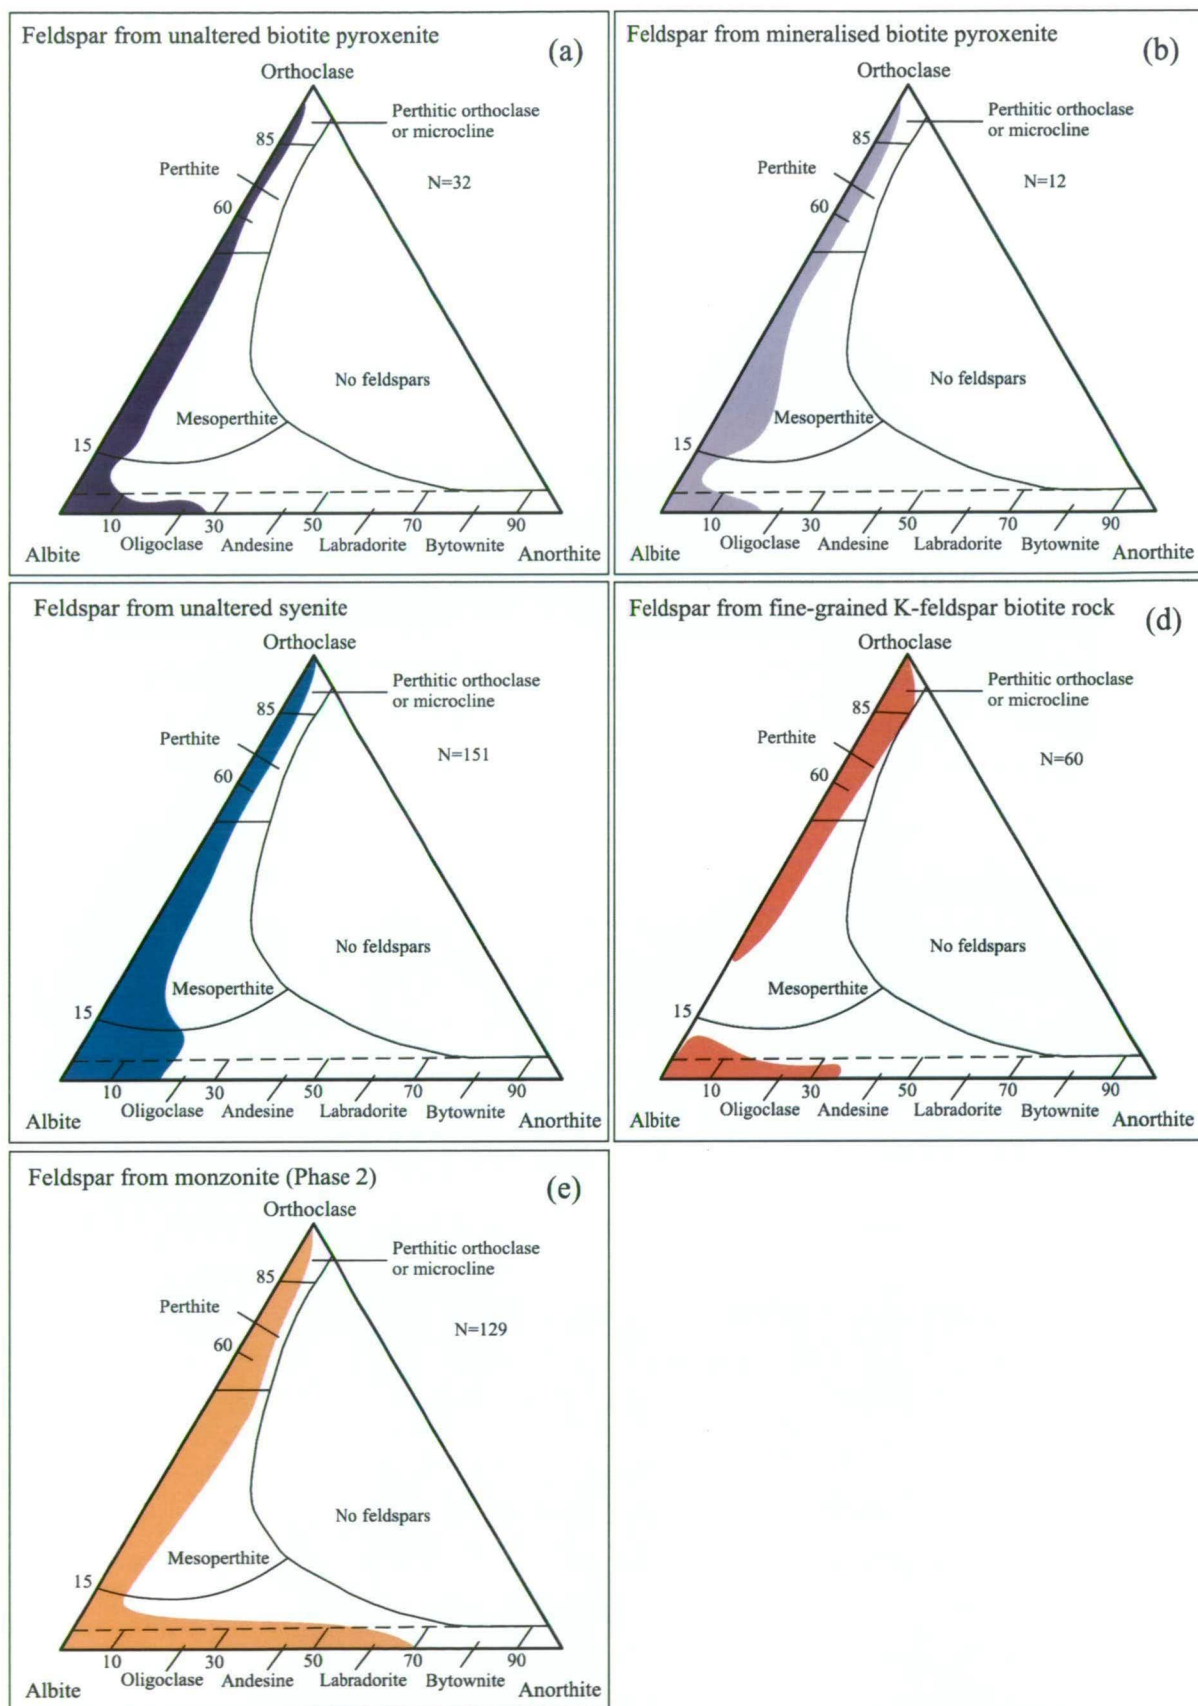 Feldspar from unaltered biotite pyroxenite
(a)
Orthoclase
Perthitic orthoclase
or microcline
85
Perthite
N=32
60
No feldspars
Mesoperthite
15
10
30
50
70
90
Oligoclase
Andesine
Labradorite
Bytownite
Albite
Anorthite
Feldspar from mineralised biotite pyroxenite
(b)
Orthoclase
Perthitic orthoclase
or microcline
85
Perthite
N=12
60
No feldspars
Mesoperthite
15
10
30
50
70
90
Oligoclase
Andesine
Labradorite
Bytownite
Albite
Anorthite
Feldspar from unaltered syenite
Orthoclase
Perthitic orthoclase
or microcline
85
Perthite
N=151
60
No feldspars
Mesoperthite
15
10
30
50
70
90
Oligoclase
Andesine
Labradorite
Bytownite
Albite
Anorthite
Feldspar from fine-grained K-feldspar biotite rock
(d)
Orthoclase
Perthitic orthoclase
or microcline
85
Perthite
N=60
60
No feldspars
Mesoperthite
15
10
30
50
70
90
Oligoclase
Andesine
Labradorite
Bytownite
Albite
Anorthite
Feldspar from monzonite (Phase 2)
(e)
Orthoclase
Perthitic orthoclase
or microcline
85
Perthite
N=129
60
No feldspars
Mesoperthite
15
10
30
50
70
90
Oligoclase
Andesine
Labradorite
Bytownite
Albite
Anorthite